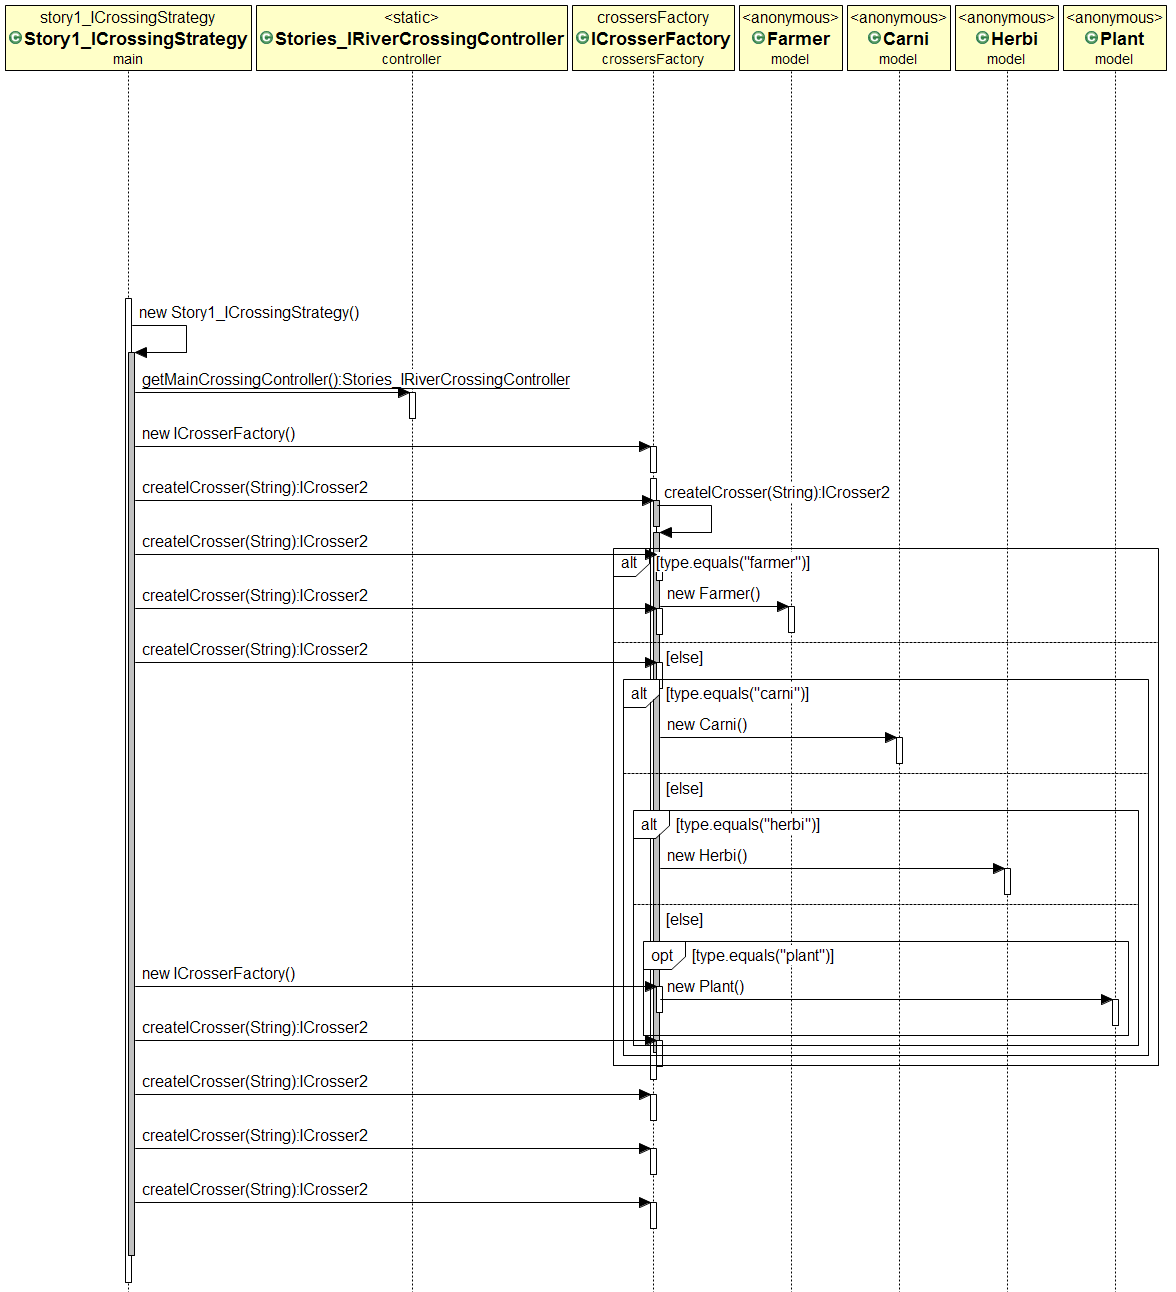 story1_ICrossingStrategy
Story1_ICrossingStrategy
main
<static>
Stories_IRiverCrossingController
controller
crossersFactory
ICrosserFactory
crossersFactory
<anonymous>
Farmer
model
<anonymous>
Carni
model
<anonymous>
Herbi
model
<anonymous>
Plant
model
new Story1_ICrossingStrategy()
getMainCrossingController():Stories_IRiverCrossingController
new ICrosserFactory()
createICrosser(String):ICrosser2
createICrosser(String):ICrosser2
createICrosser(String):ICrosser2
alt [type.equals("farmer")]
createICrosser(String):ICrosser2
new Farmer()
createICrosser(String):ICrosser2
[else]
alt [type.equals("carni")]
new Carni()
[else]
alt [type.equals("herbi")]
new Herbi()
[else]
opt [type.equals("plant")]
new ICrosserFactory()
new Plant()
createICrosser(String):ICrosser2
createICrosser(String):ICrosser2
createICrosser(String):ICrosser2
createICrosser(String):ICrosser2